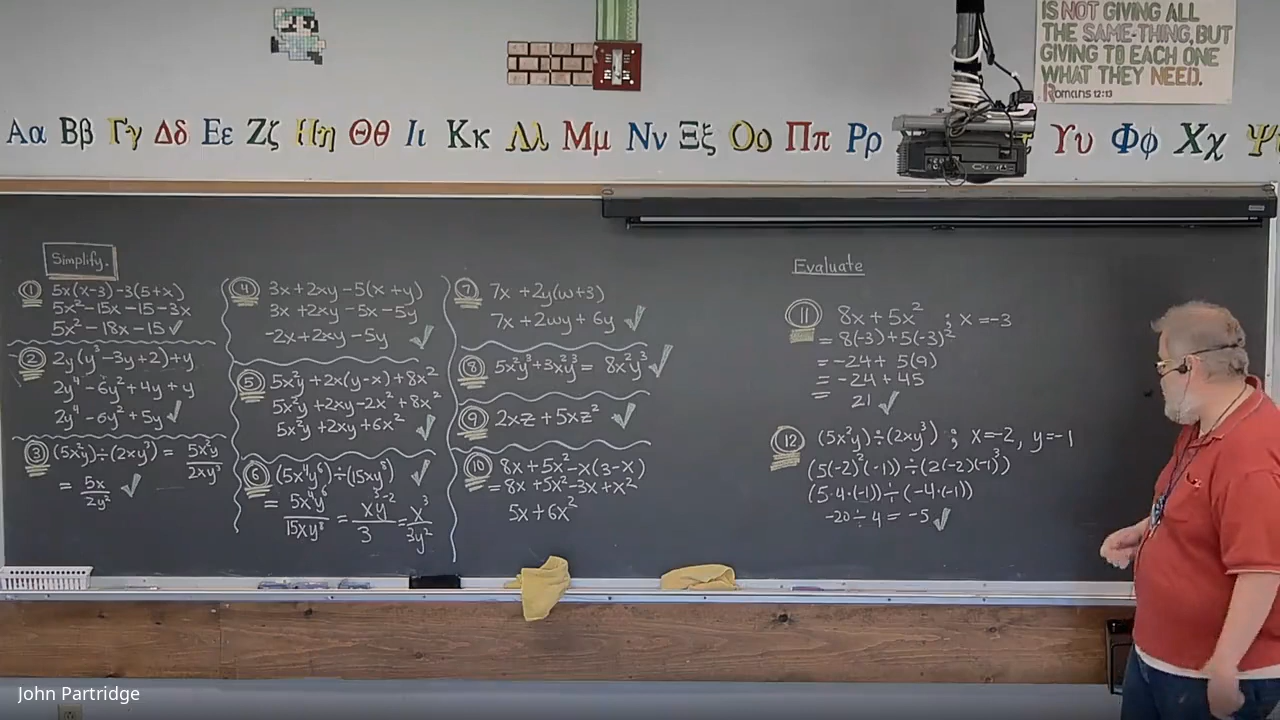 IS NOT GIVING ALL
THE SAME-THING, BUT
GIVING TO EACH ONE
WHAT THEY NEED.
Romans 12:13
Αα Ββ Γγ Δδ Εε Ζζ Ηη Θθ Ιι Κκ Λλ Μμ Νν Ξξ Οο Ππ Ρρ Υυ Φφ Χχ
Simplify.
① 5x(x-3)-3(5+x)
5x²-15x-15-3x
5x²-18x-15✓
② 2y(y³-3y+2)+y
2y⁴-6y²+4y+y
2y⁴-6y²+5y✓
③ (5x²y)÷(2xy³) = 5x²y/2xy³
= 5x/2y² ✓
④ 3x+2xy-5(x+y)
3x+2xy-5x-5y
-2x+2xy-5y ✓
⑤ 5x²y+2x(y-x)+8x²
5x²y+2xy-2x²+8x²
5x²y+2xy+6x² ✓
⑥ (5x⁴y⁶)÷(15xy⁸) ✓
= 5x⁴y⁶/15xy⁸ = x³y⁻²/3 = x³/3y²
⑦ 7x+2y(w+3)
7x+2wy+6y ✓
⑧ 5x²y³+3x²y³= 8x²y³ ✓
⑨ 2xz+5xz² ✓
⑩ 8x+5x²-x(3-x)
=8x+5x²-3x+x²
5x+6x²
Evaluate
⑪ 8x+5x² ; x=-3
= 8(-3)+5(-3)²
= -24+ 5(9)
= -24+45
21 ✓
⑫ (5x²y)÷(2xy³) ; x=-2, y=-1
(5(-2)²(-1))÷(2(-2)(-1)³)
(5·4·(-1))÷(-4·(-1))
-20÷4 = -5✓
John Partridge